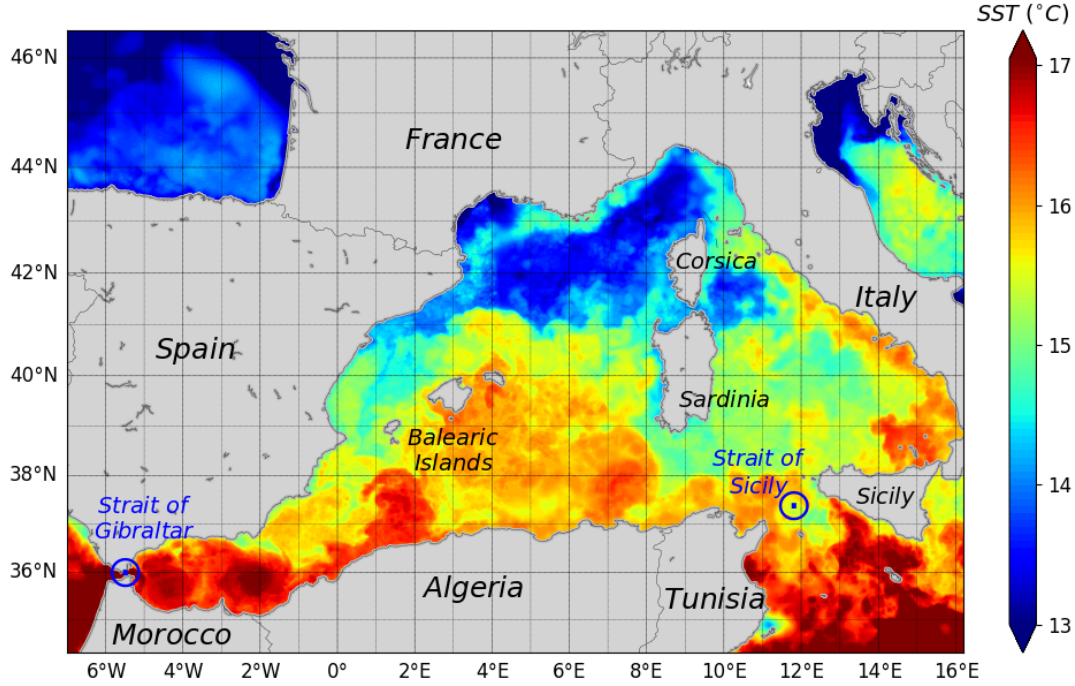 SST (°C)
46°N
17
France
44°N
16
42°N
Corsica
Italy
Spain
15
40°N
Sardinia
Balearic
Islands
Strait of
Sicily
38°N
14
Sicily
Strait of
Gibraltar
36°N
Algeria
Tunisia
Morocco
13
6°W 4°W 2°W 0° 2°E 4°E 6°E 8°E 10°E 12°E 14°E 16°E